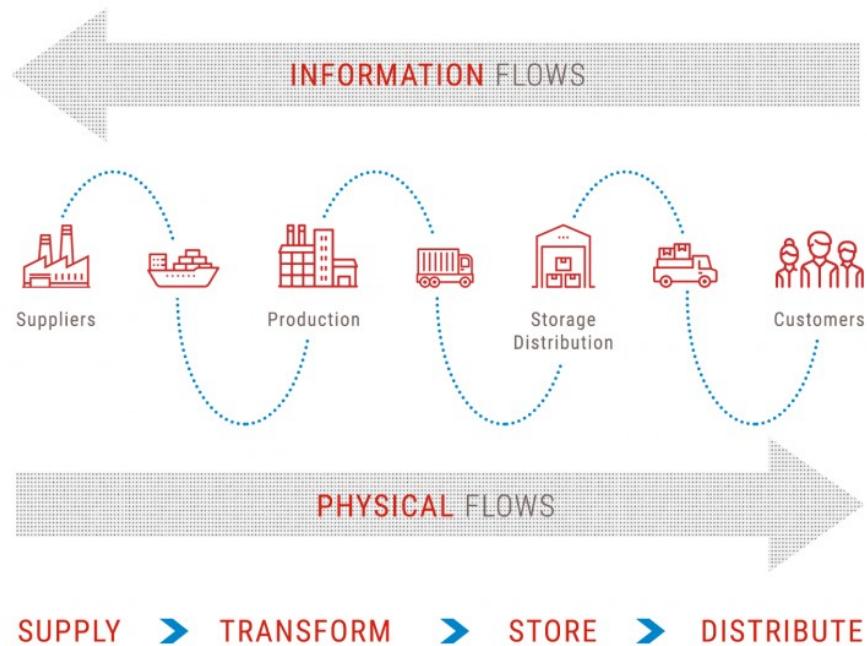 INFORMATION FLOWS
Suppliers
Production
Storage
Distribution
Customers
PHYSICAL FLOWS
SUPPLY > TRANSFORM > STORE > DISTRIBUTE